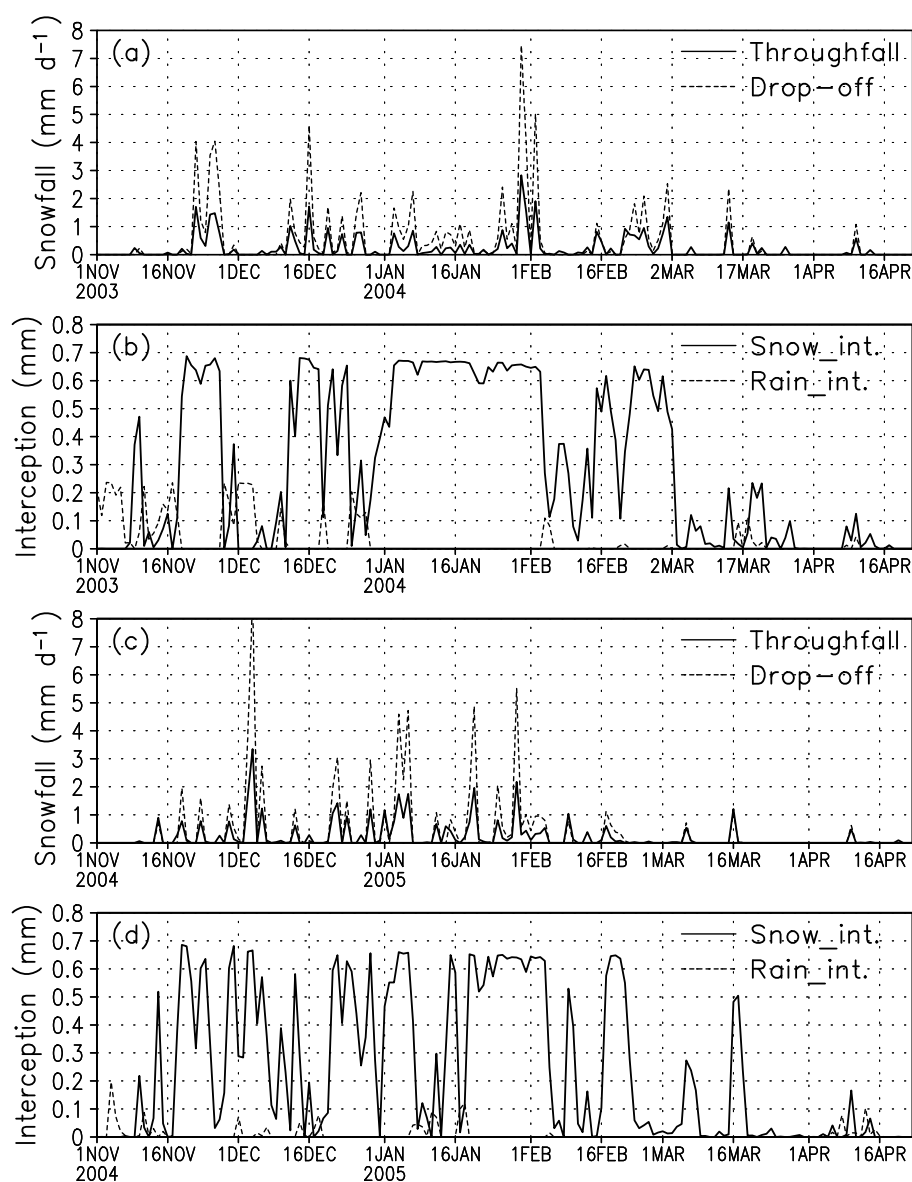 (a)
Throughfall
Drop-off
Snowfall (mm d⁻¹)
8
7
6
5
4
3
2
1
0
1NOV 16NOV 1DEC 16DEC 1JAN 16JAN 1FEB 16FEB 2MAR 17MAR 1APR 16APR
2003 2004
(b)
Snow_int.
Rain_int.
Interception (mm)
0.8
0.7
0.6
0.5
0.4
0.3
0.2
0.1
0
1NOV 16NOV 1DEC 16DEC 1JAN 16JAN 1FEB 16FEB 2MAR 17MAR 1APR 16APR
2003 2004
(c)
Throughfall
Drop-off
Snowfall (mm d⁻¹)
8
7
6
5
4
3
2
1
0
1NOV 16NOV 1DEC 16DEC 1JAN 16JAN 1FEB 16FEB 1MAR 16MAR 1APR 16APR
2004 2005
(d)
Snow_int.
Rain_int.
Interception (mm)
0.8
0.7
0.6
0.5
0.4
0.3
0.2
0.1
0
1NOV 16NOV 1DEC 16DEC 1JAN 16JAN 1FEB 16FEB 1MAR 16MAR 1APR 16APR
2004 2005